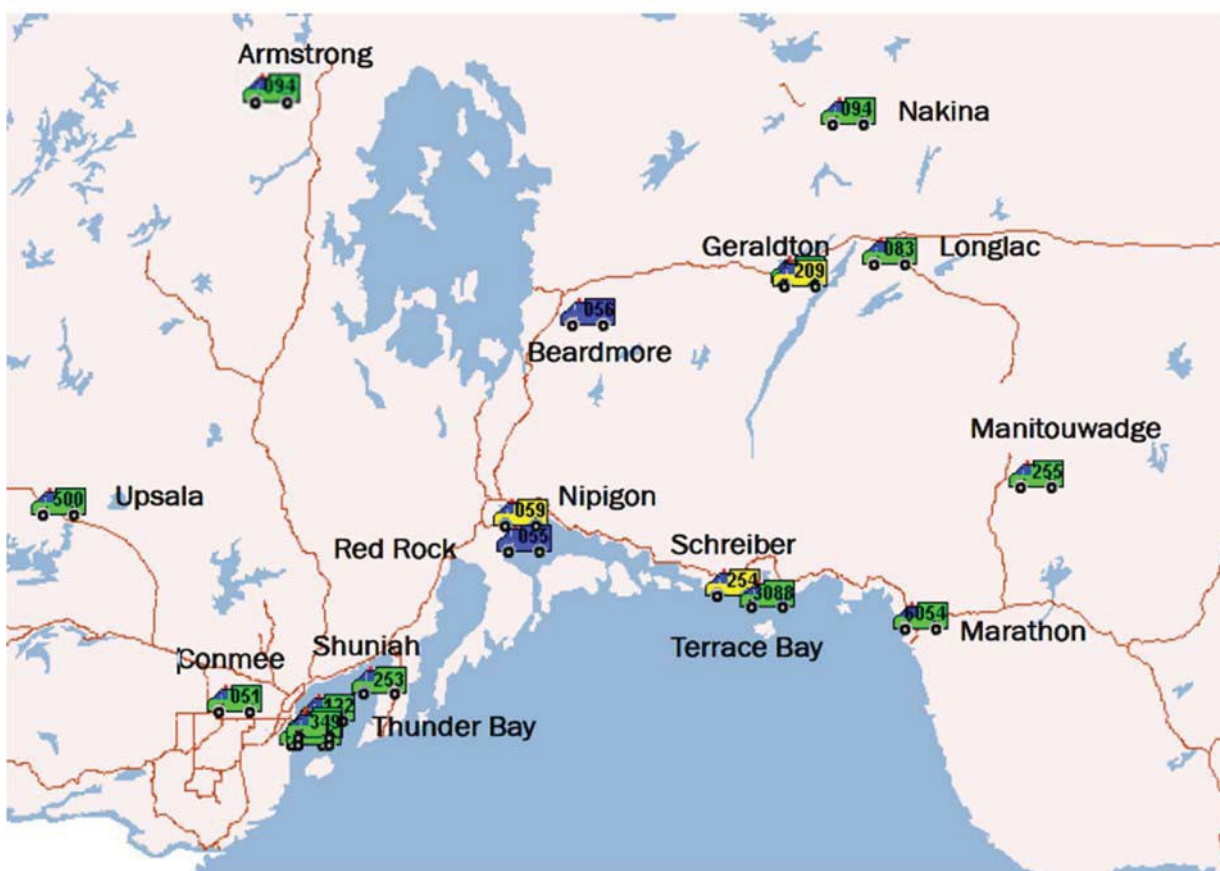 Armstrong
094
094
Nakina
Geraldton
209
083
Longlac
056
Beardmore
Manitouwadge
255
500
Upsala
059
Nipigon
Red Rock
055
Schreiber
254
3088
6054
Marathon
Terrace Bay
Conmee
Shuniah
051
253
349
Thunder Bay